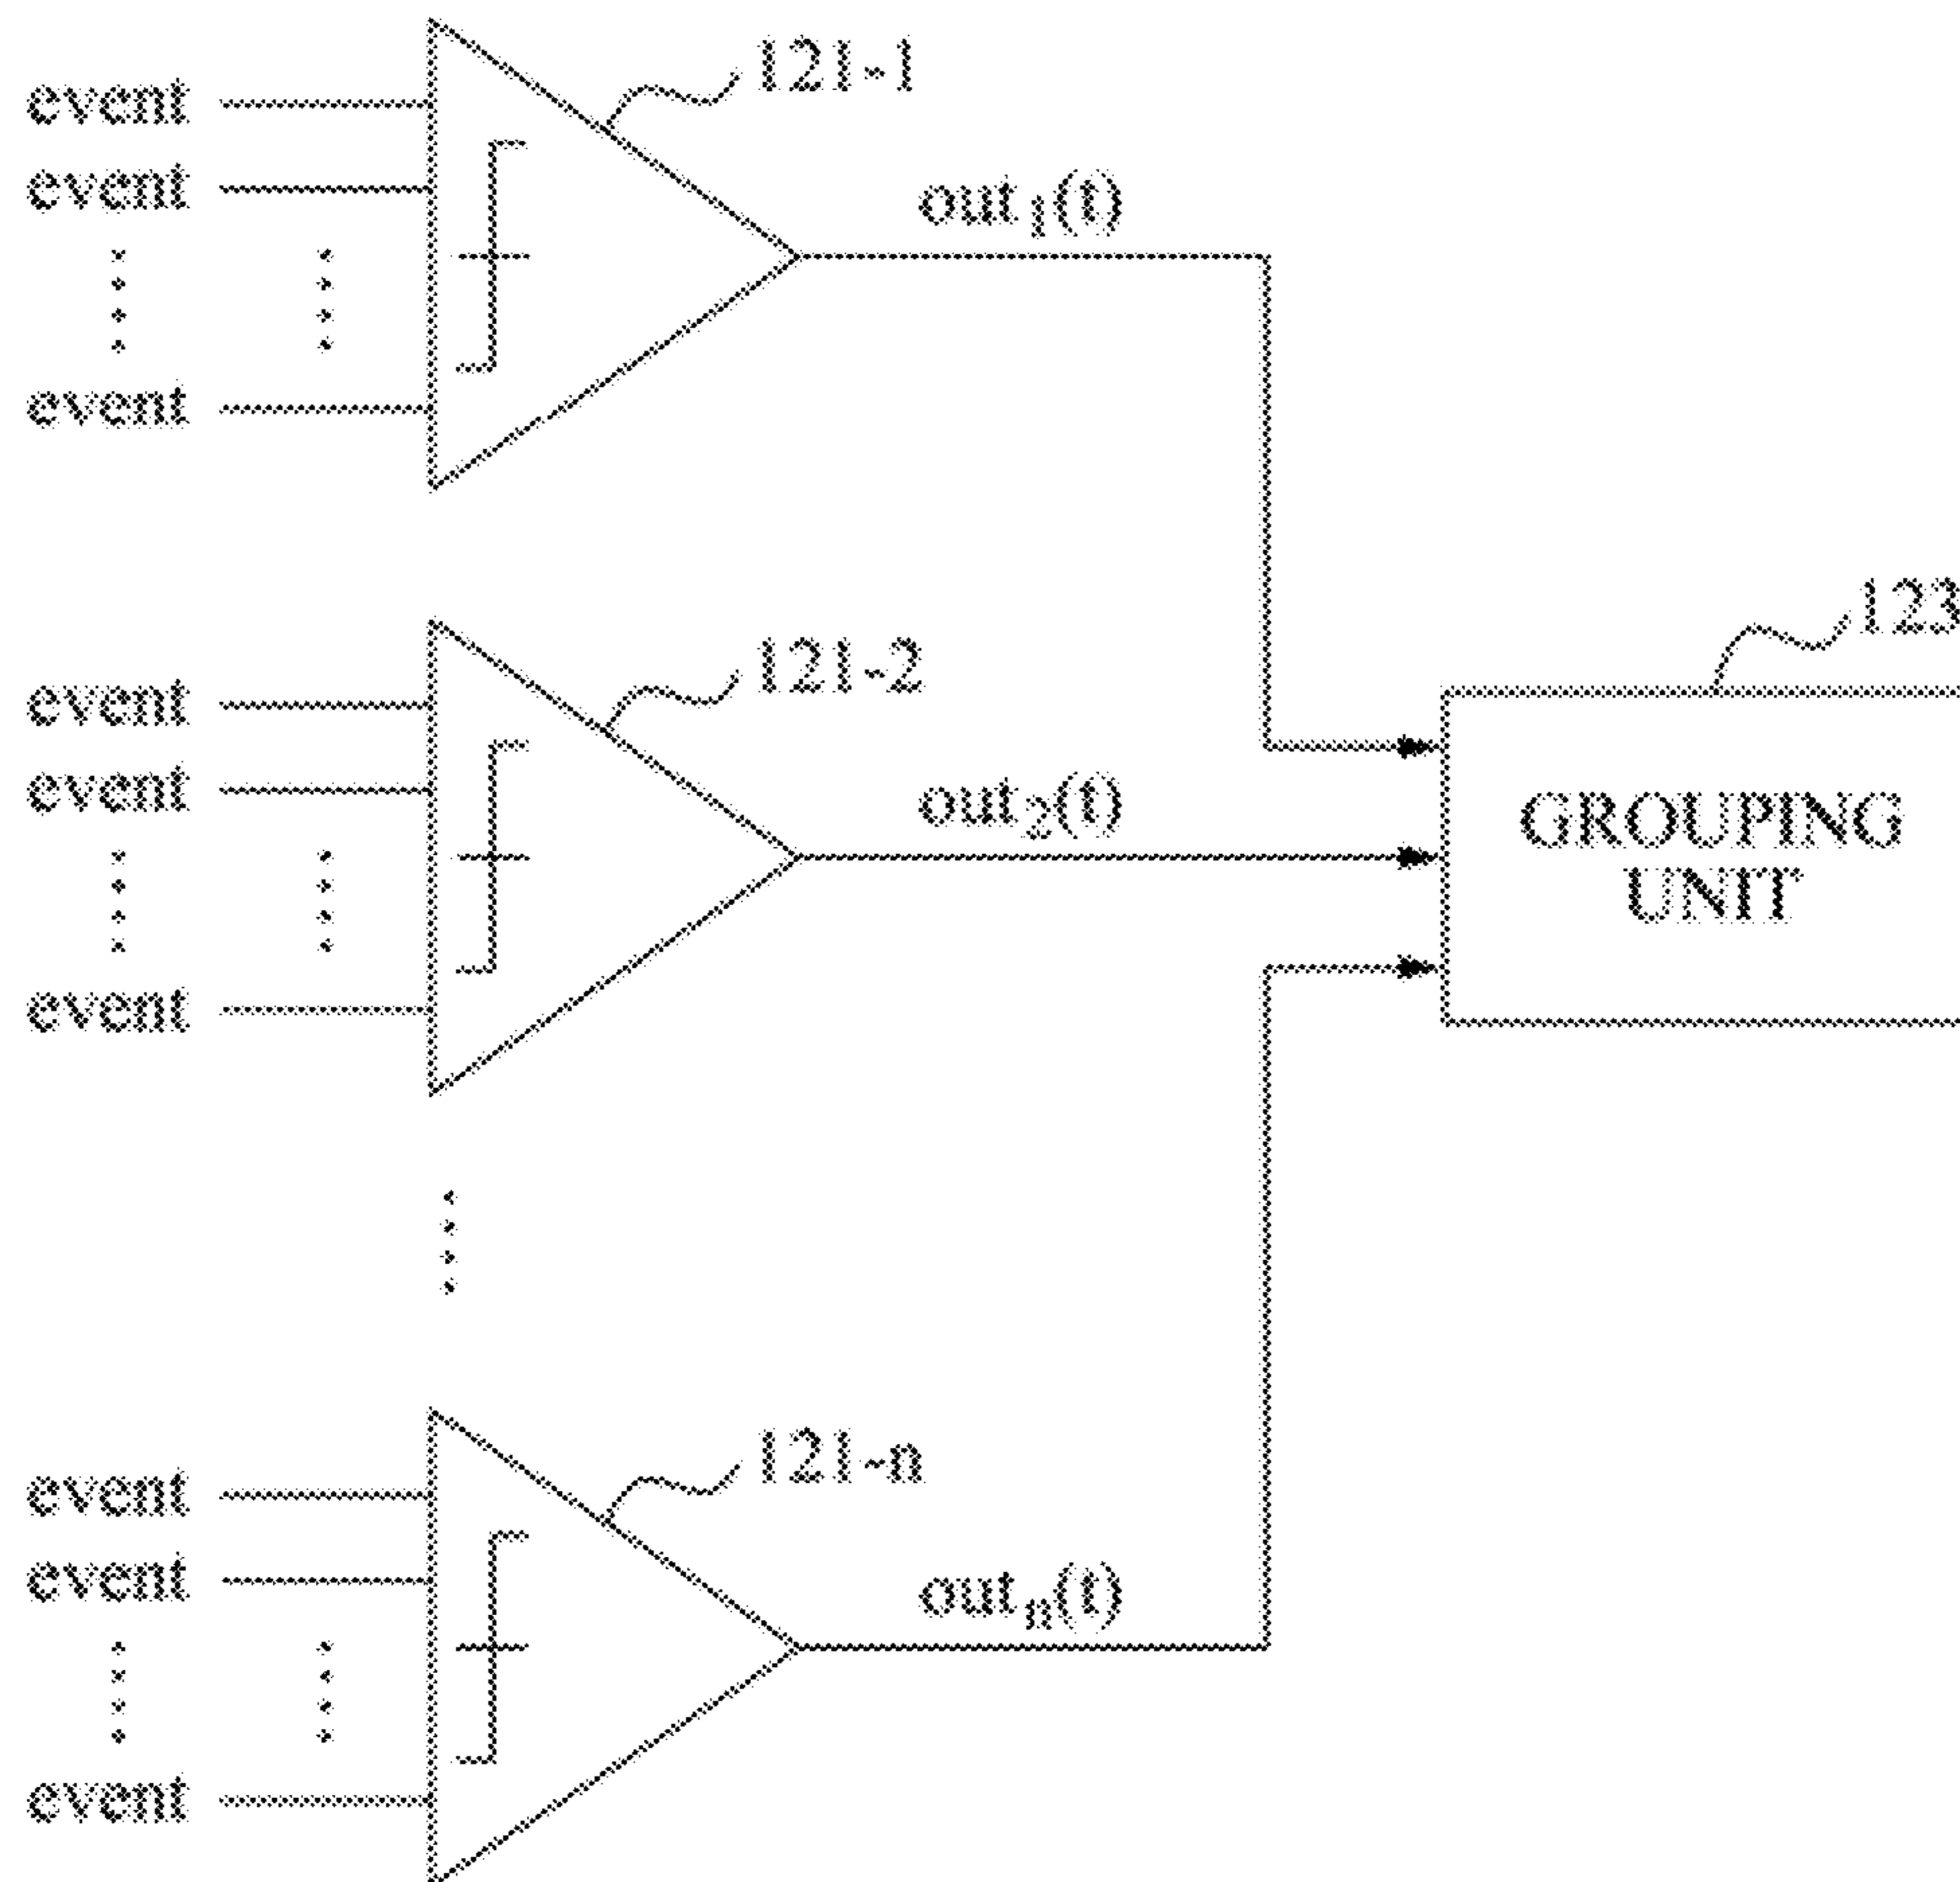 event
121-1
event
out1(t)
event
123
event
121-2
event
out2(t)
GROUPING
UNIT
event
event
121-n
event
outn(t)
event